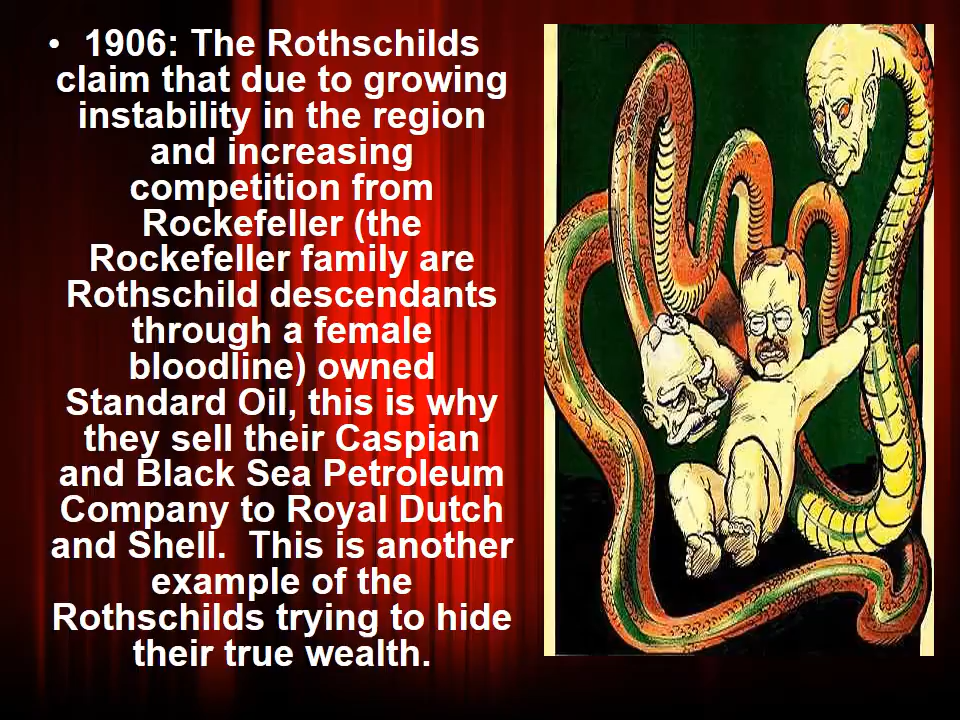 • 1906: The Rothschilds
claim that due to growing
instability in the region
and increasing
competition from
Rockefeller (the
Rockefeller family are
Rothschild descendants
through a female
bloodline) owned
Standard Oil, this is why
they sell their Caspian
and Black Sea Petroleum
Company to Royal Dutch
and Shell.  This is another
example of the
Rothschilds trying to hide
their true wealth.